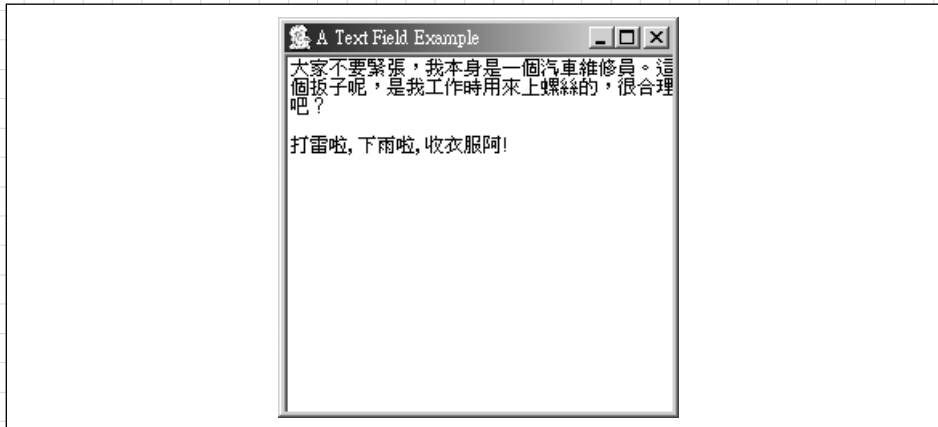 A Text Field Example
大家不要緊張，我本身是一個汽車維修員。這
個扳子呢，是我工作時用來上螺絲的，很合理
吧？
打雷啦,下雨啦,收衣服阿!